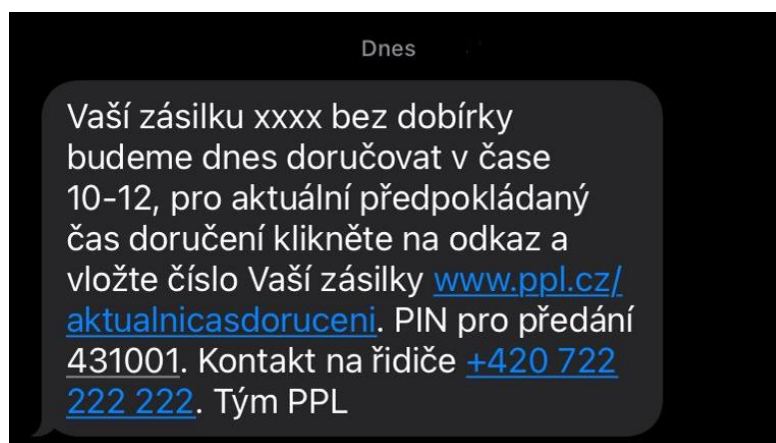 Dnes
Vaší zásilku xxxx bez dobírky
budeme dnes doručovat v čase
10-12, pro aktuální předpokládaný
čas doručení klikněte na odkaz a
vložte číslo Vaší zásilky www.ppl.cz/
aktualnicasdoruceni. PIN pro předání
431001. Kontakt na řidiče +420 722
222 222. Tým PPL